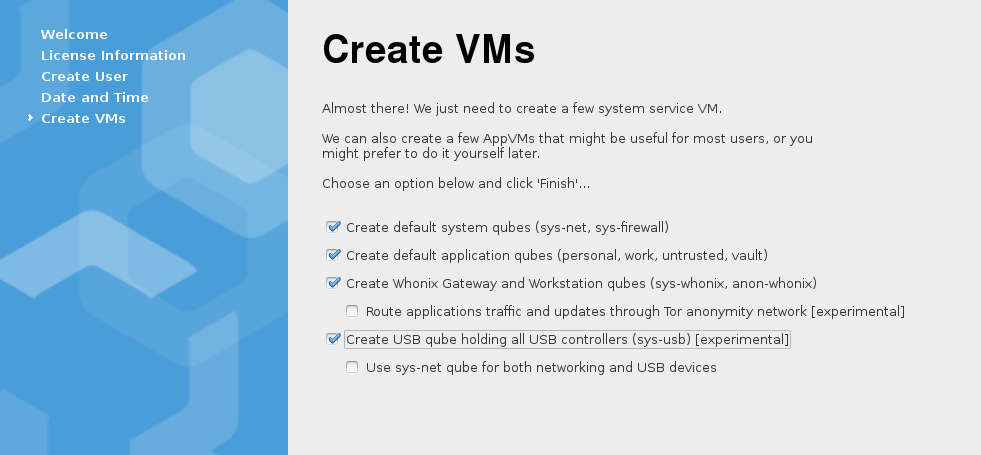 Welcome
License Information
Create User
Date and Time
Create VMs
Create VMs
Almost there! We just need to create a few system service VM.
We can also create a few AppVMs that might be useful for most users, or you
might prefer to do it yourself later.
Choose an option below and click 'Finish'...
Create default system qubes (sys-net, sys-firewall)
Create default application qubes (personal, work, untrusted, vault)
Create Whonix Gateway and Workstation qubes (sys-whonix, anon-whonix)
Route applications traffic and updates through Tor anonymity network [experimental]
Create USB qube holding all USB controllers (sys-usb) [experimental]
Use sys-net qube for both networking and USB devices